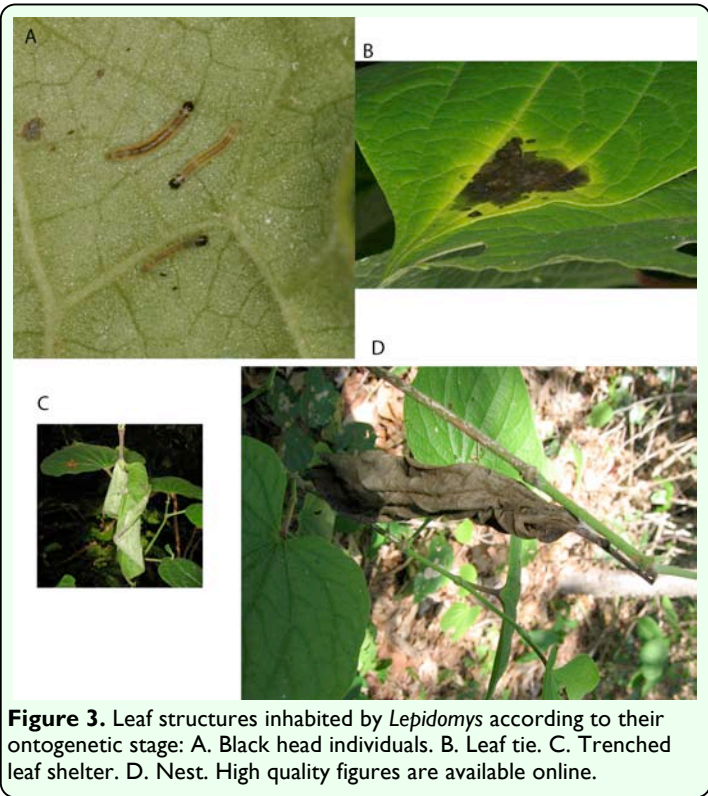 A
B
D
C
Figure 3. Leaf structures inhabited by Lepidomys according to their
ontogenetic stage: A. Black head individuals. B. Leaf tie. C. Trenched
leaf shelter. D. Nest. High quality figures are available online.